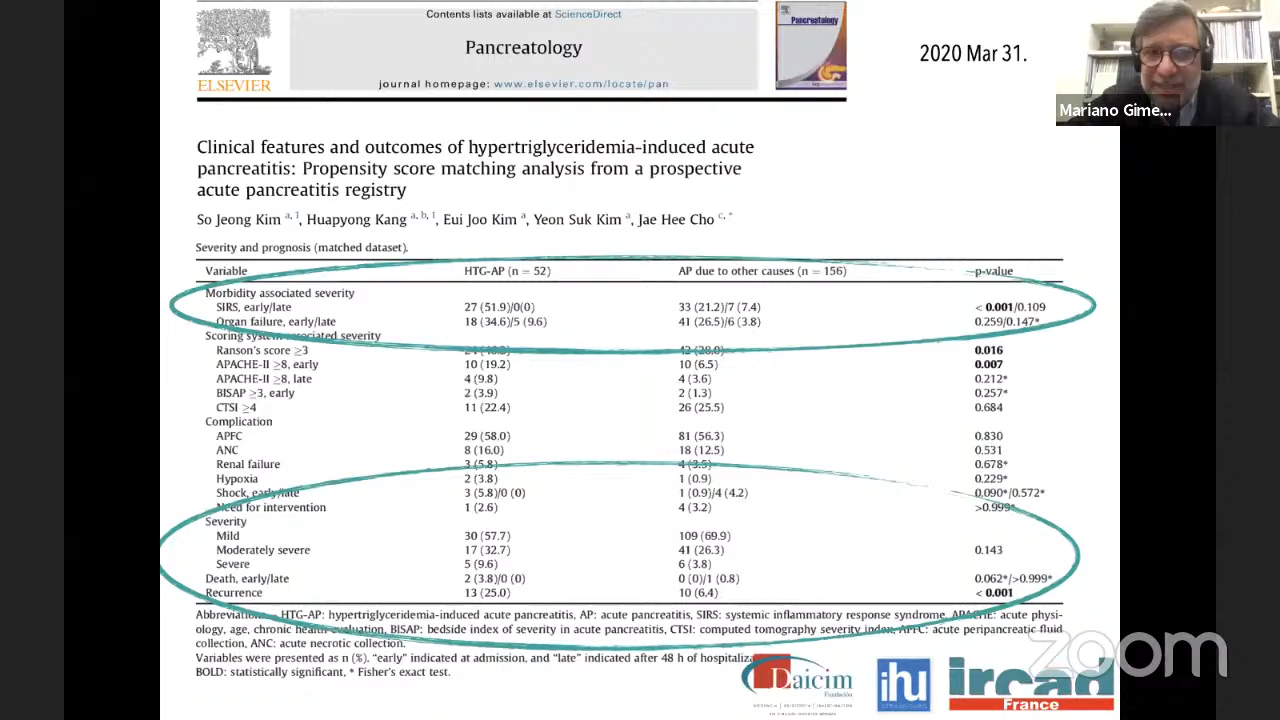 Contents lists available at ScienceDirect
Pancreatology
journal homepage: www.elsevier.com/locate/pan
ELSEVIER
Pancreatology
2020 Mar 31.
Mariano Gime...
Clinical features and outcomes of hypertriglyceridemia-induced acute
pancreatitis: Propensity score matching analysis from a prospective
acute pancreatitis registry
So Jeong Kim a, 1, Huapyong Kang a, b, 1, Eui Joo Kim a, Yeon Suk Kim a, Jae Hee Cho c, *
Severity and prognosis (matched dataset).
Variable HTG-AP (n = 52) AP due to other causes (n = 156) p-value
Morbidity associated severity
SIRS, early/late 27 (51.9)/0(0) 33 (21.2)/7 (7.4) < 0.001/0.109
Organ failure, early/late 18 (34.6)/5 (9.6) 41 (26.5)/6 (3.8) 0.259/0.147*
Scoring system associated severity
Ranson's score ≥3 0.016
APACHE-II ≥8, early 10 (19.2) 10 (6.5) 0.007
APACHE-II ≥8, late 4 (9.8) 4 (3.6) 0.212*
BISAP ≥3, early 2 (3.9) 2 (1.3) 0.257*
CTSI ≥4 11 (22.4) 26 (25.5) 0.684
Complication
APFC 29 (58.0) 81 (56.3) 0.830
ANC 8 (16.0) 18 (12.5) 0.531
Renal failure 3 (5.8) 4 (3.5) 0.678*
Hypoxia 2 (3.8) 1 (0.9) 0.229*
Shock, early/late 3 (5.8)/0 (0) 1 (0.9)/4 (4.2) 0.090*/0.572*
Need for intervention 1 (2.6) 4 (3.2) >0.999*
Severity
Mild 30 (57.7) 109 (69.9)
Moderately severe 17 (32.7) 41 (26.3) 0.143
Severe 5 (9.6) 6 (3.8)
Death, early/late 2 (3.8)/0 (0) 0 (0)/1 (0.8) 0.062*/>0.999*
Recurrence 13 (25.0) 10 (6.4) < 0.001
Abbreviations – HTG-AP: hypertriglyceridemia-induced acute pancreatitis, AP: acute pancreatitis, SIRS: systemic inflammatory response syndrome, APACHE: acute physi-
ology, age, chronic health evaluation, BISAP: bedside index of severity in acute pancreatitis, CTSI: computed tomography severity index, APFC: acute peripancreatic fluid
collection, ANC: acute necrotic collection.
Variables were presented as n (%). "early" indicated at admission, and "late" indicated after 48 h of hospitaliza
BOLD: statistically significant, * Fisher's exact test.
Daicim
Fundación
ihu
STRASBOURG
ircad
France
zoom